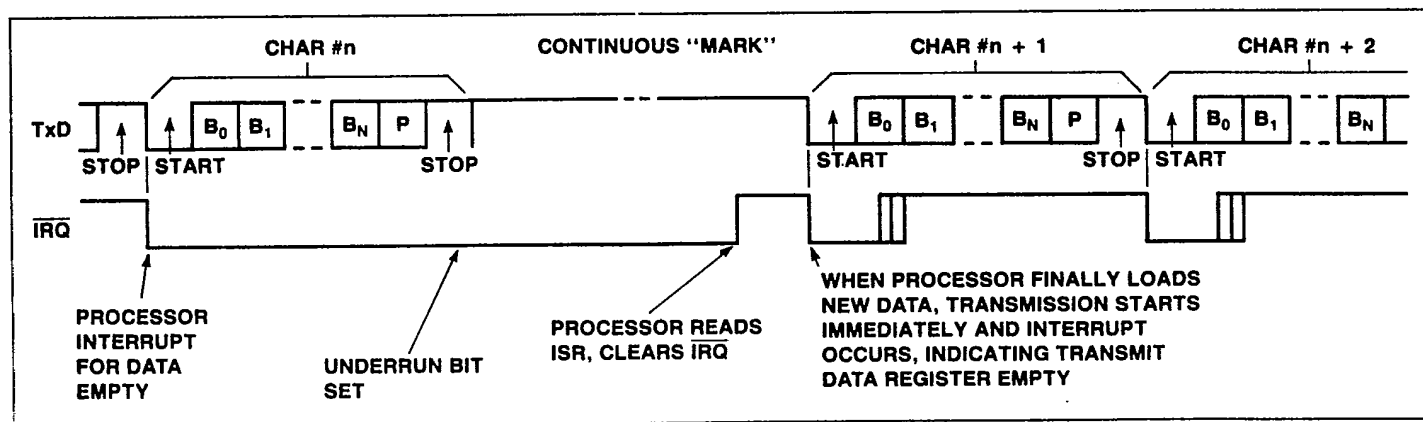 CHAR #n CONTINUOUS "MARK" CHAR #n + 1 CHAR #n + 2
TxD B0 B1 BN P B0 B1 BN P B0 B1 BN
STOP START STOP START STOP START
IRQ
PROCESSOR
INTERRUPT
FOR DATA
EMPTY
UNDERRUN BIT
SET
PROCESSOR READS
ISR, CLEARS IRQ
WHEN PROCESSOR FINALLY LOADS
NEW DATA, TRANSMISSION STARTS
IMMEDIATELY AND INTERRUPT
OCCURS, INDICATING TRANSMIT
DATA REGISTER EMPTY